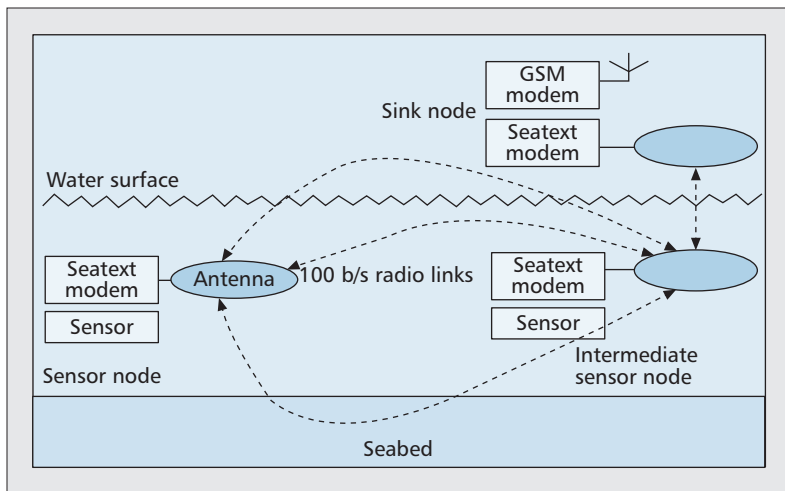 GSM
modem
Sink node
Seatext
modem
Water surface
Seatext
modem
Antenna
100 b/s radio links
Seatext
modem
Sensor
Sensor
Sensor node
Intermediate
sensor node
Seabed